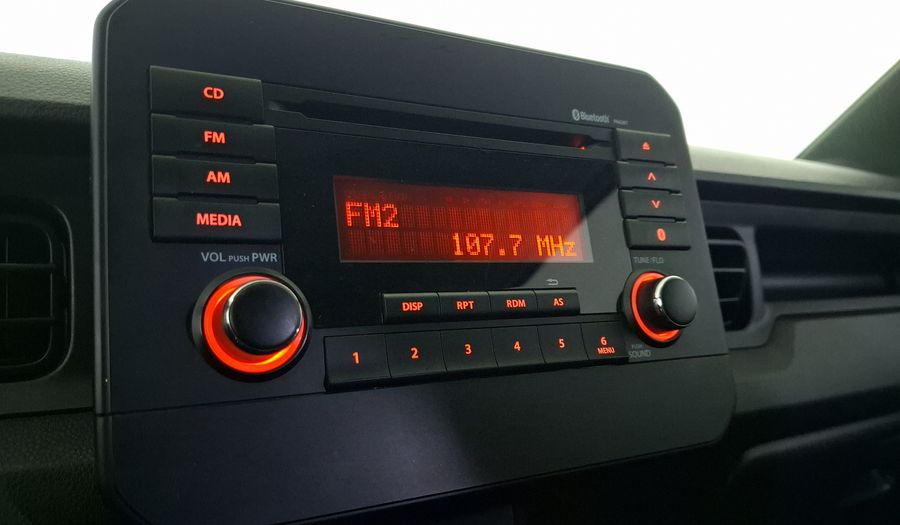 CD
Bluetooth
FM
AM
MEDIA
FM2
107.7 MHz
VOL PUSH PWR
TUNE/FLD
DISP RPT RDM AS
1 2 3 4 5 6
MENU
PUSH
SOUND